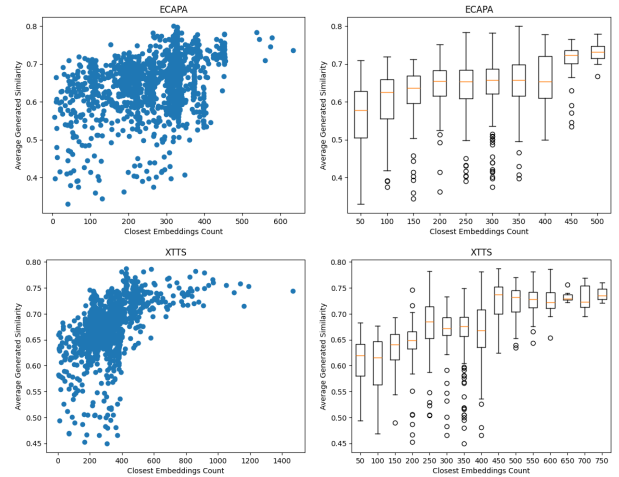 ECAPA
0.8
0.7
0.6
0.5
0.4
Average Generated Similarity
0 100 200 300 400 500 600
Closest Embeddings Count
ECAPA
0.8
0.7
0.6
0.5
0.4
Average Generated Similarity
50 100 150 200 250 300 350 400 450 500
Closest Embeddings Count
XTTS
0.80
0.75
0.70
0.65
0.60
0.55
0.50
0.45
Average Generated Similarity
0 200 400 600 800 1000 1200 1400
Closest Embeddings Count
XTTS
0.80
0.75
0.70
0.65
0.60
0.55
0.50
0.45
Average Generated Similarity
50 100 150 200 250 300 350 400 450 500 550 600 650 700 750
Closest Embeddings Count